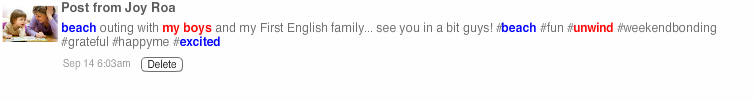 Post from Joy Roa
beach outing with my boys and my First English family... see you in a bit guys! #beach #fun #unwind #weekendbonding
#grateful #happyme #excited
Sep 14 6:03am Delete